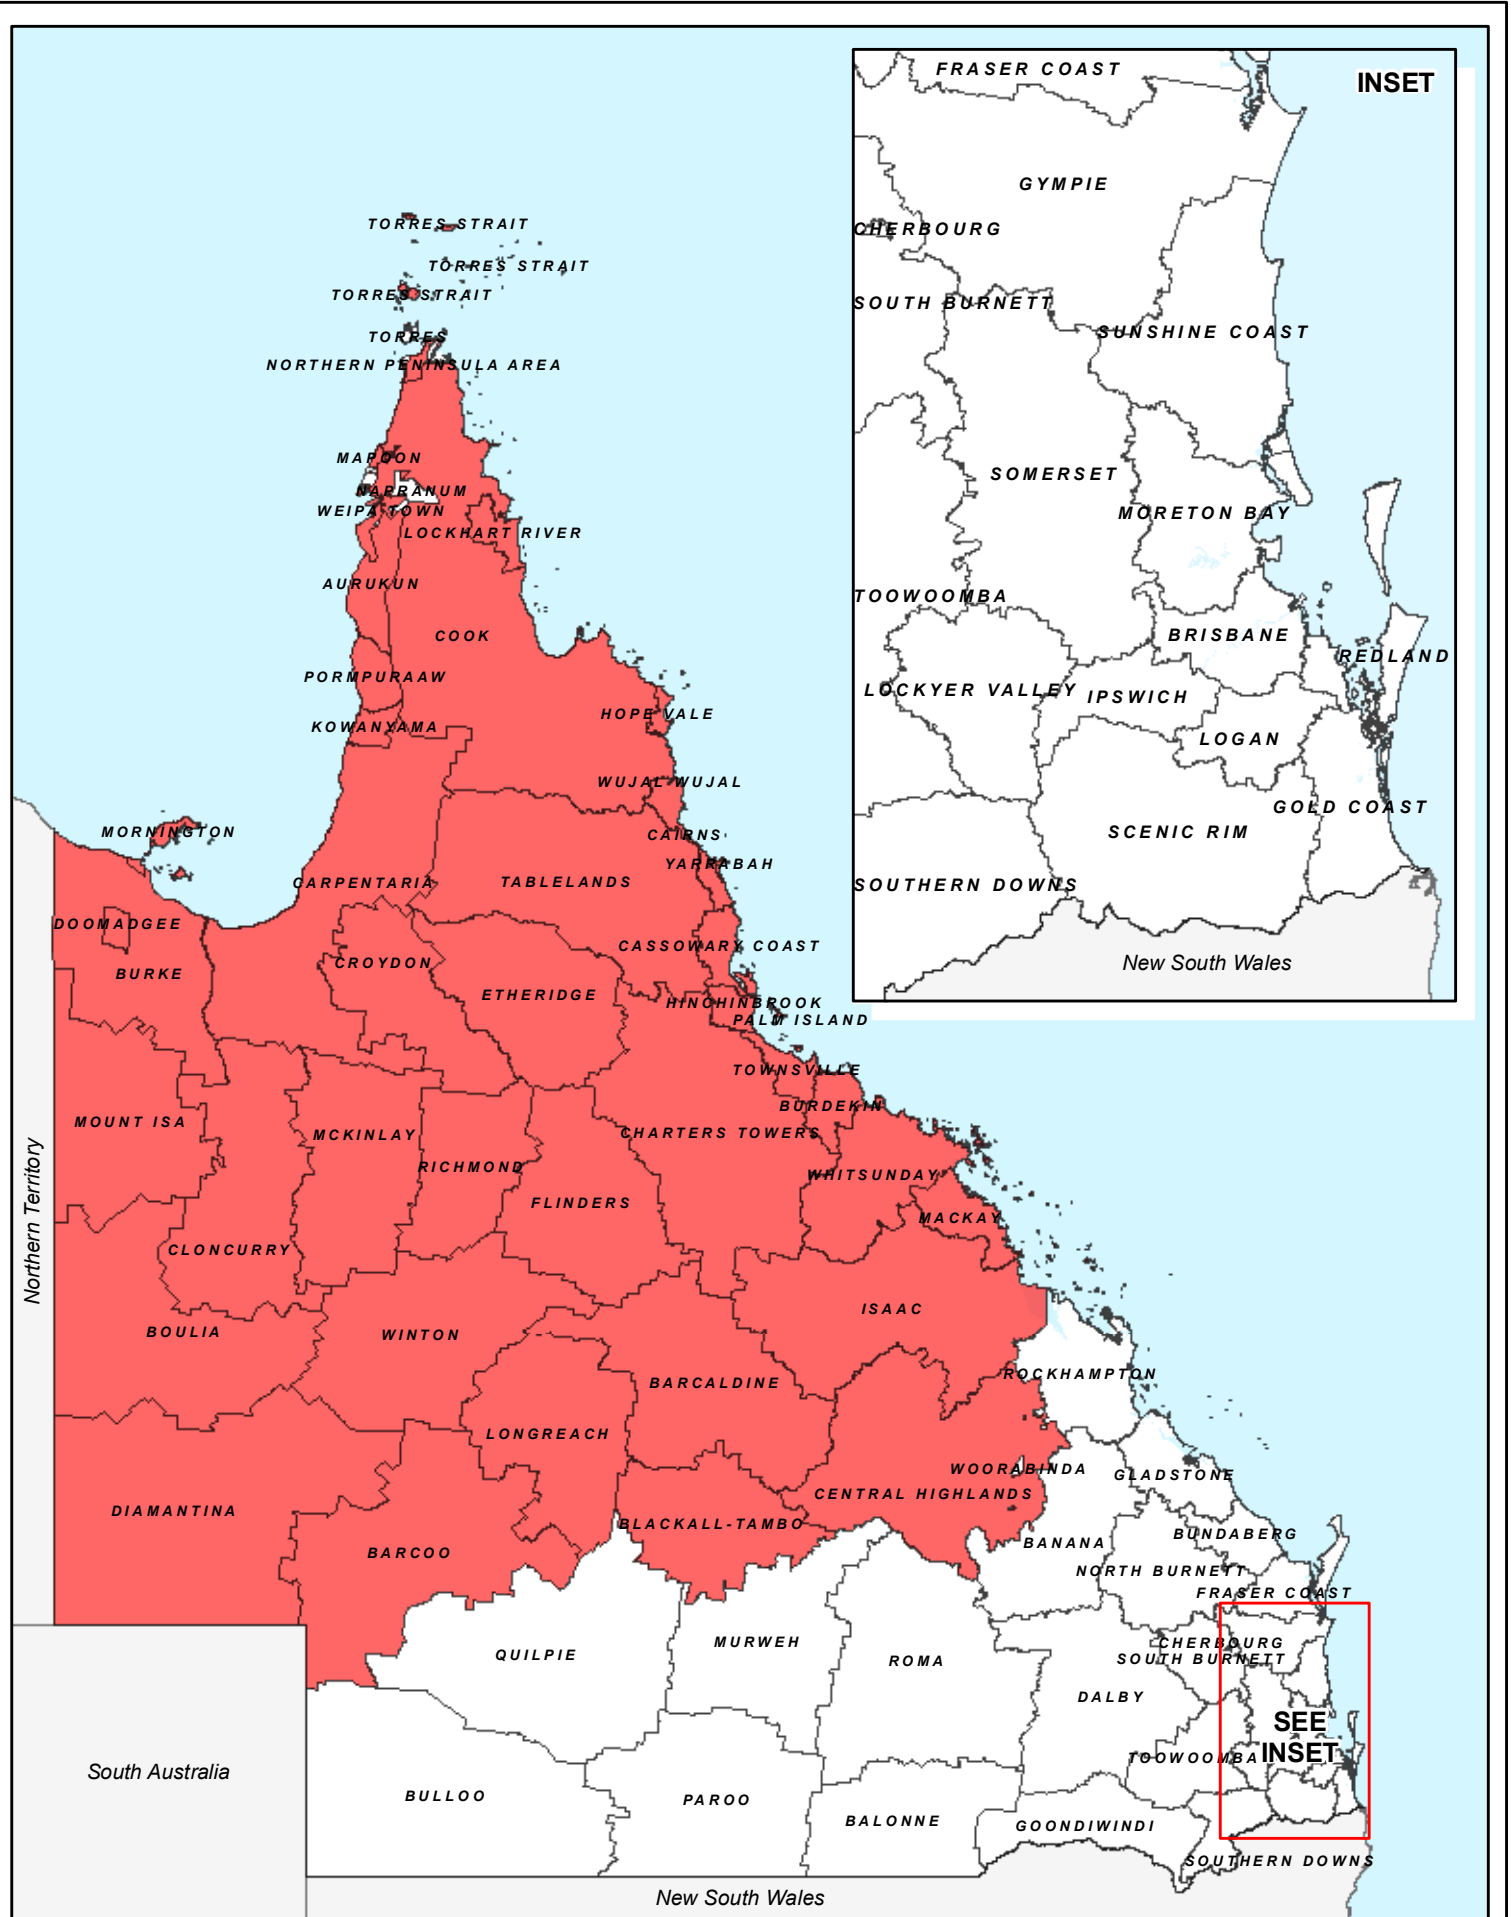 INSET
FRASER COAST
GYMPIE
CHERBOURG
SOUTH BURNETT
SUNSHINE COAST
SOMERSET
MORETON BAY
TOOWOOMBA
BRISBANE
REDLAND
LOCKYER VALLEY
IPSWICH
LOGAN
GOLD COAST
SCENIC RIM
SOUTHERN DOWNS
New South Wales
TORRES STRAIT
TORRES STRAIT
TORRES STRAIT
TORRES
NORTHERN PENINSULA AREA
MAPOON
NAPRANUM
WEIPA TOWN
LOCKHART RIVER
AURUKUN
COOK
PORMPURAAW
HOPE VALE
KOWANYAMA
WUJAL WUJAL
MORNINGTON
CAIRNS
YARRABAH
CARPENTARIA
TABLELANDS
DOOMADGEE
CASSOWARY COAST
CROYDON
BURKE
ETHERIDGE
HINCHINBROOK
PALM ISLAND
TOWNSVILLE
BURDEKIN
MOUNT ISA
MCKINLAY
CHARTERS TOWERS
RICHMOND
WHITSUNDAY
FLINDERS
MACKAY
Northern Territory
CLONCURRY
ISAAC
BOULIA
WINTON
ROCKHAMPTON
BARCALDINE
LONGREACH
WOORABINDA
GLADSTONE
CENTRAL HIGHLANDS
DIAMANTINA
BLACKALL-TAMBO
BUNDABERG
BANANA
BARCOO
NORTH BURNETT
FRASER COAST
MURWEH
CHERBOURG
QUILPIE
SOUTH BURNETT
ROMA
DALBY
SEE
INSET
TOOWOOMBA
South Australia
BULLOO
PAROO
BALONNE
GOONDIWINDI
SOUTHERN DOWNS
New South Wales